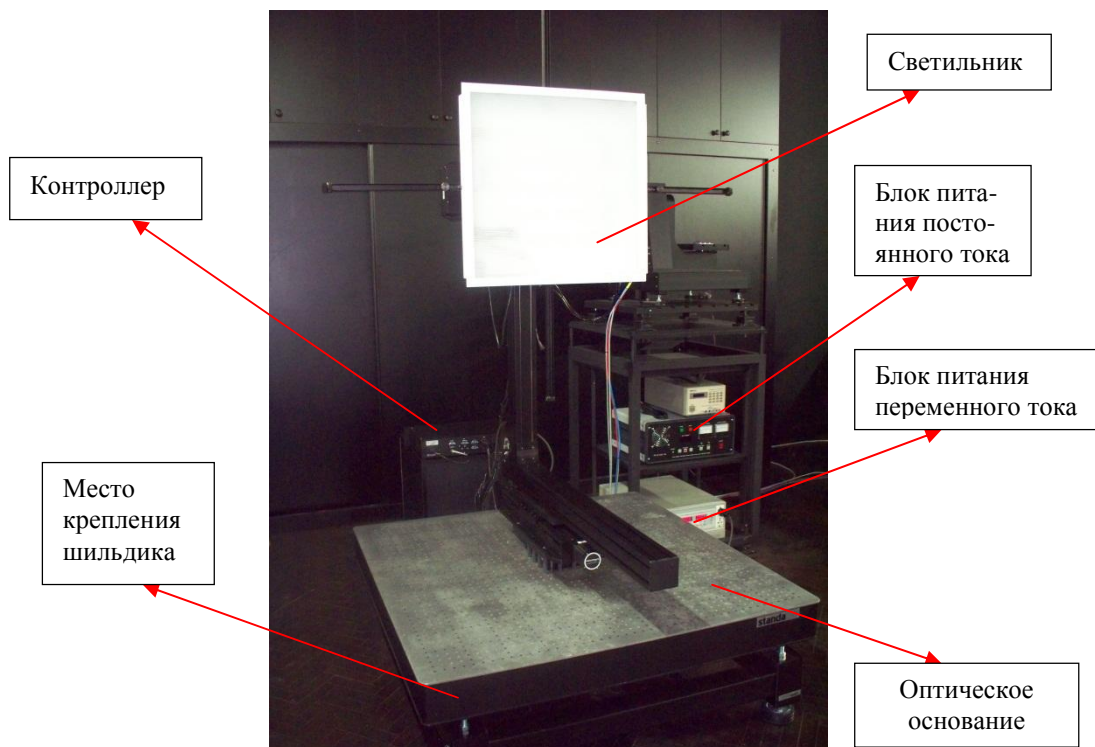 Светильник
Контроллер
Блок пита-
ния посто-
янного тока
Блок питания
переменного тока
Место
крепления
шильдика
standa
Оптическое
основание